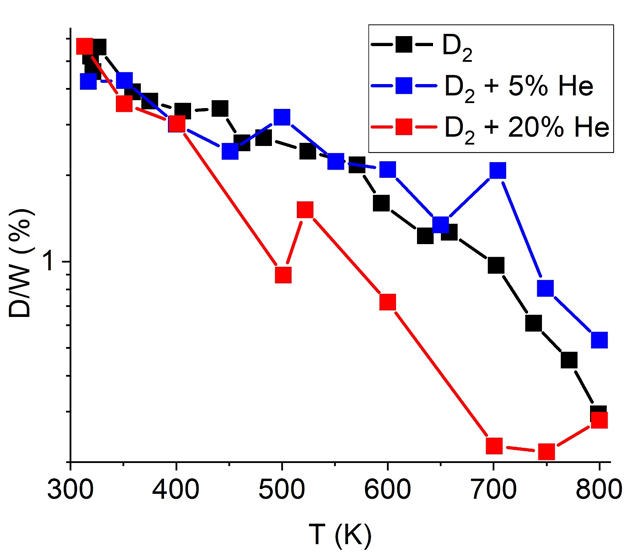 D₂
D₂ + 5% He
D₂ + 20% He
D/W (%)
1
300 400 500 600 700 800
T (K)